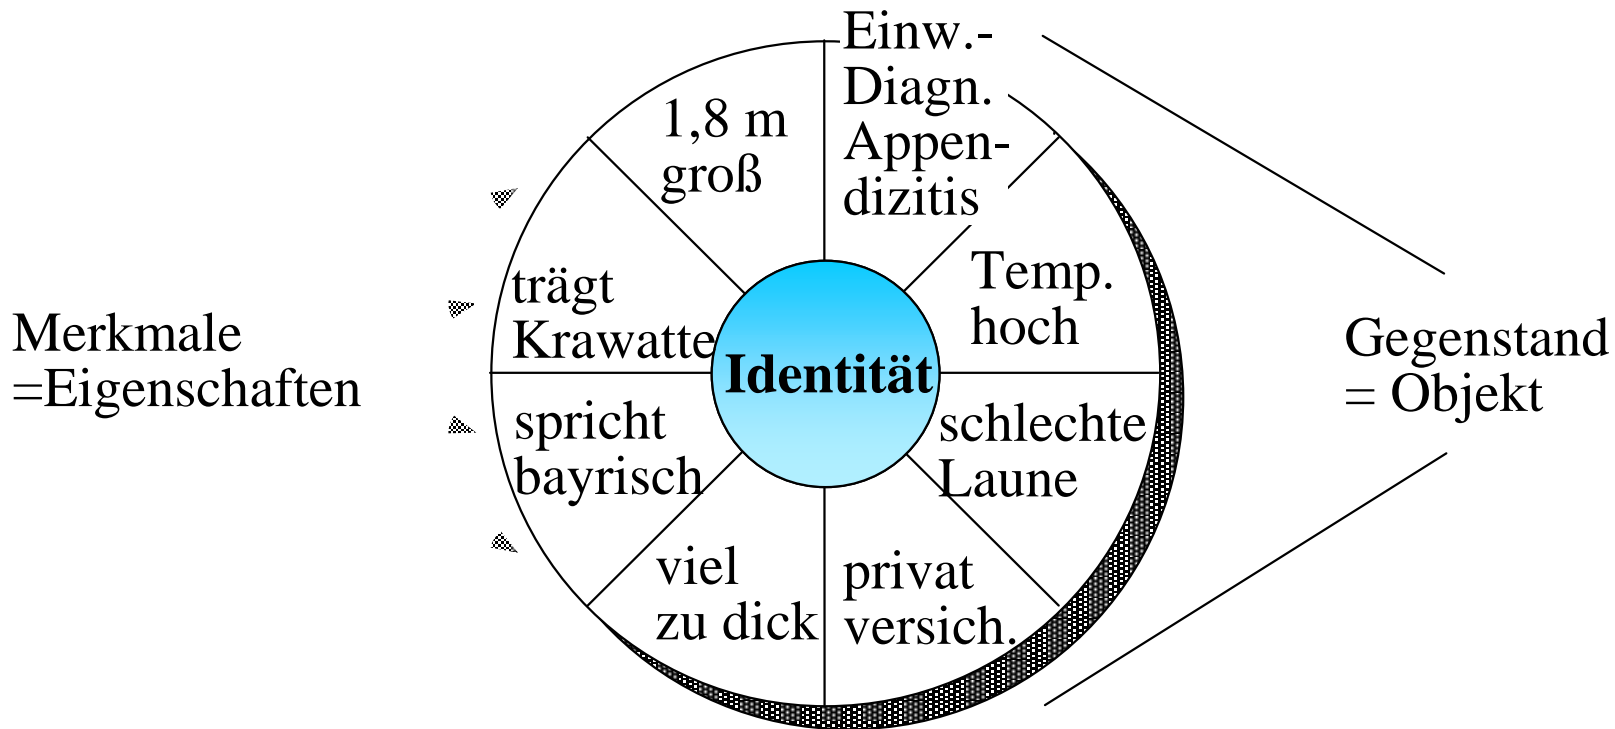 Einw.-
Diagn.
Appen-
dizitis
1,8 m
groß
Temp.
hoch
trägt
Krawatte
Merkmale
=Eigenschaften
Identität
Gegenstand
= Objekt
spricht
bayrisch
schlechte
Laune
viel
zu dick
privat
versich.